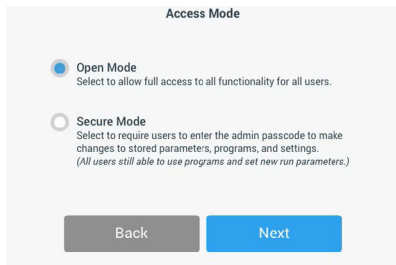 Access Mode
Open Mode
Select to allow full access to all functionality for all users.
Secure Mode
Select to require users to enter the admin passcode to make
changes to stored parameters, programs, and settings.
(All users still able to use programs and set new run parameters.)
Back
Next